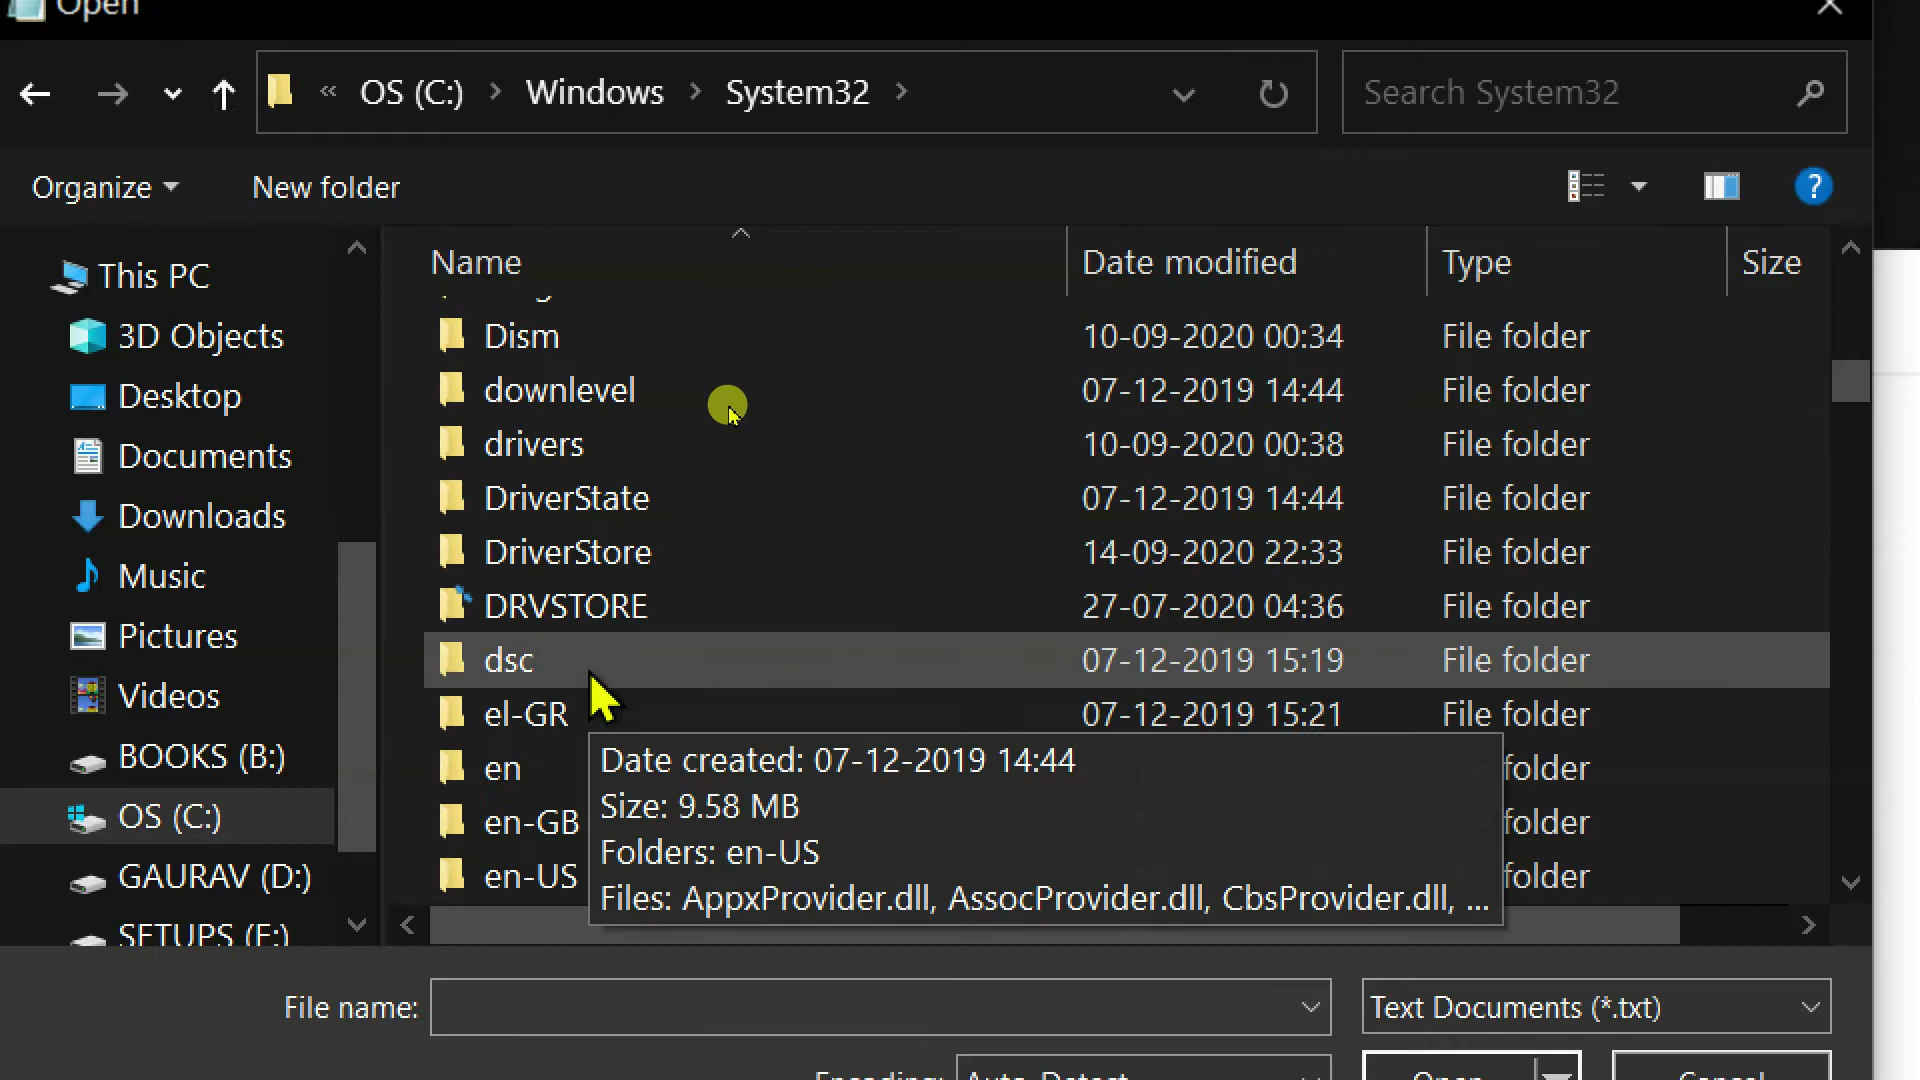 Open
« OS (C:) > Windows > System32 >
Search System32
Organize
New folder
Name
Date modified
Type
Size
This PC
3D Objects
Desktop
Documents
Downloads
Music
Pictures
Videos
BOOKS (B:)
OS (C:)
GAURAV (D:)
SETUPS (E:)
Dism 10-09-2020 00:34 File folder
downlevel 07-12-2019 14:44 File folder
drivers 10-09-2020 00:38 File folder
DriverState 07-12-2019 14:44 File folder
DriverStore 14-09-2020 22:33 File folder
DRVSTORE 27-07-2020 04:36 File folder
dsc 07-12-2019 15:19 File folder
el-GR 07-12-2019 15:21 File folder
en folder
en-GB folder
en-US folder
Date created: 07-12-2019 14:44
Size: 9.58 MB
Folders: en-US
Files: AppxProvider.dll, AssocProvider.dll, CbsProvider.dll, ...
File name:
Text Documents (*.txt)
Encoding: Auto-Detect
Open
Cancel